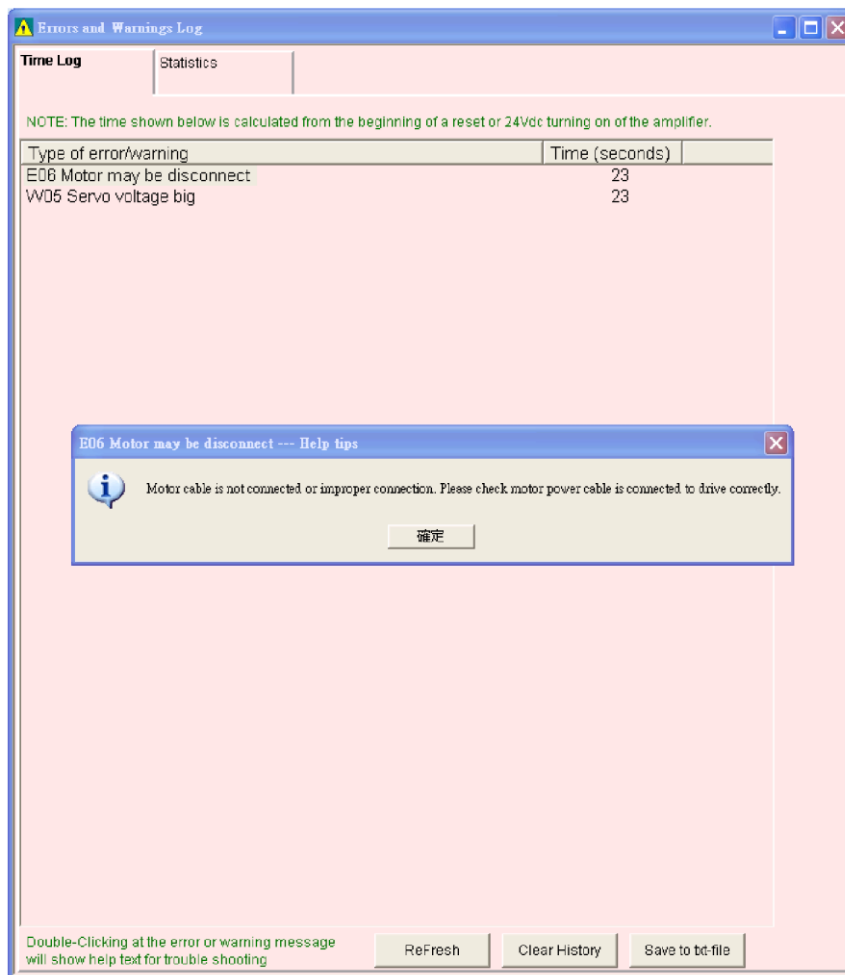 Errors and Warnings Log
Time Log
Statistics
NOTE: The time shown below is calculated from the beginning of a reset or 24Vdc turning on of the amplifier.
Type of error/warning Time (seconds)
E06 Motor may be disconnect 23
W05 Servo voltage big 23
E06 Motor may be disconnect --- Help tips
Motor cable is not connected or improper connection. Please check motor power cable is connected to drive correctly.
確定
Double-Clicking at the error or warning message
will show help text for trouble shooting
ReFresh
Clear History
Save to txt-file